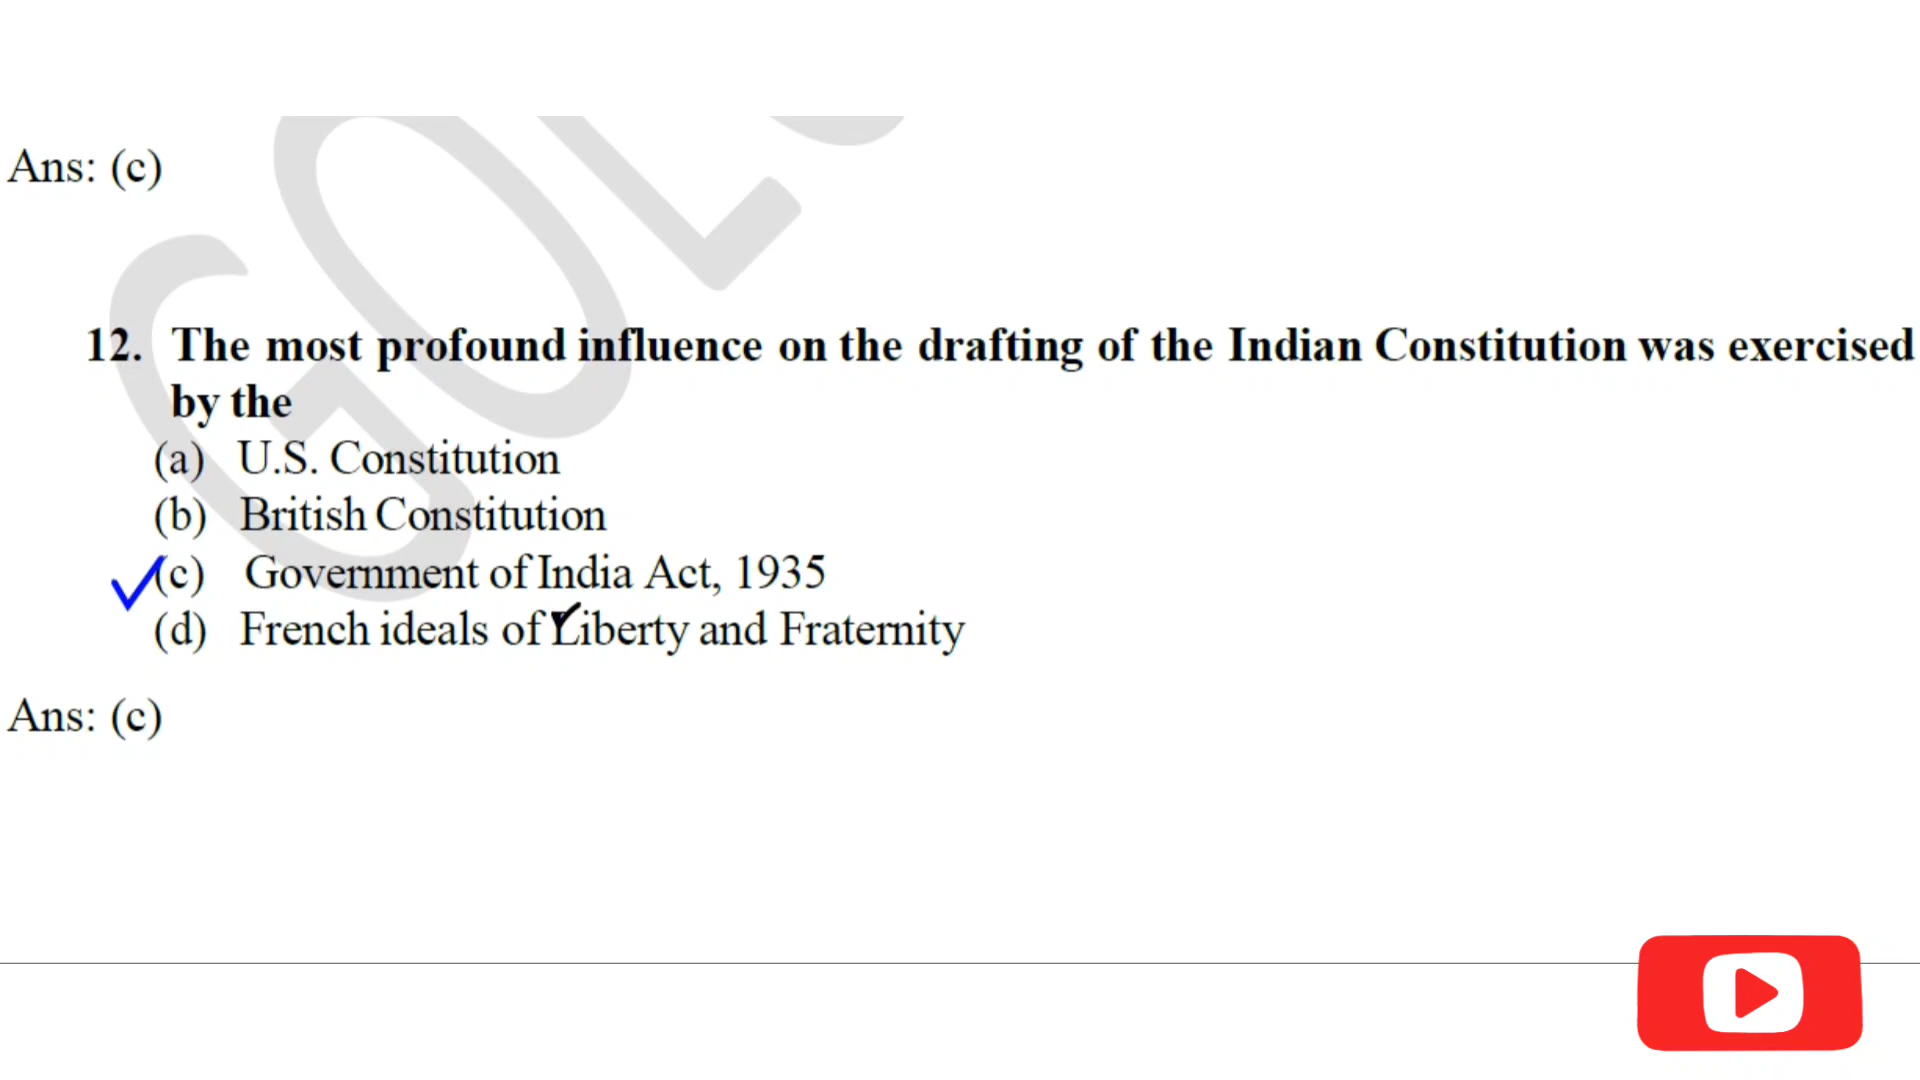 Ans: (c)
12. The most profound influence on the drafting of the Indian Constitution was exercised
by the
(a) U.S. Constitution
(b) British Constitution
(c) Government of India Act, 1935
(d) French ideals of Liberty and Fraternity
Ans: (c)